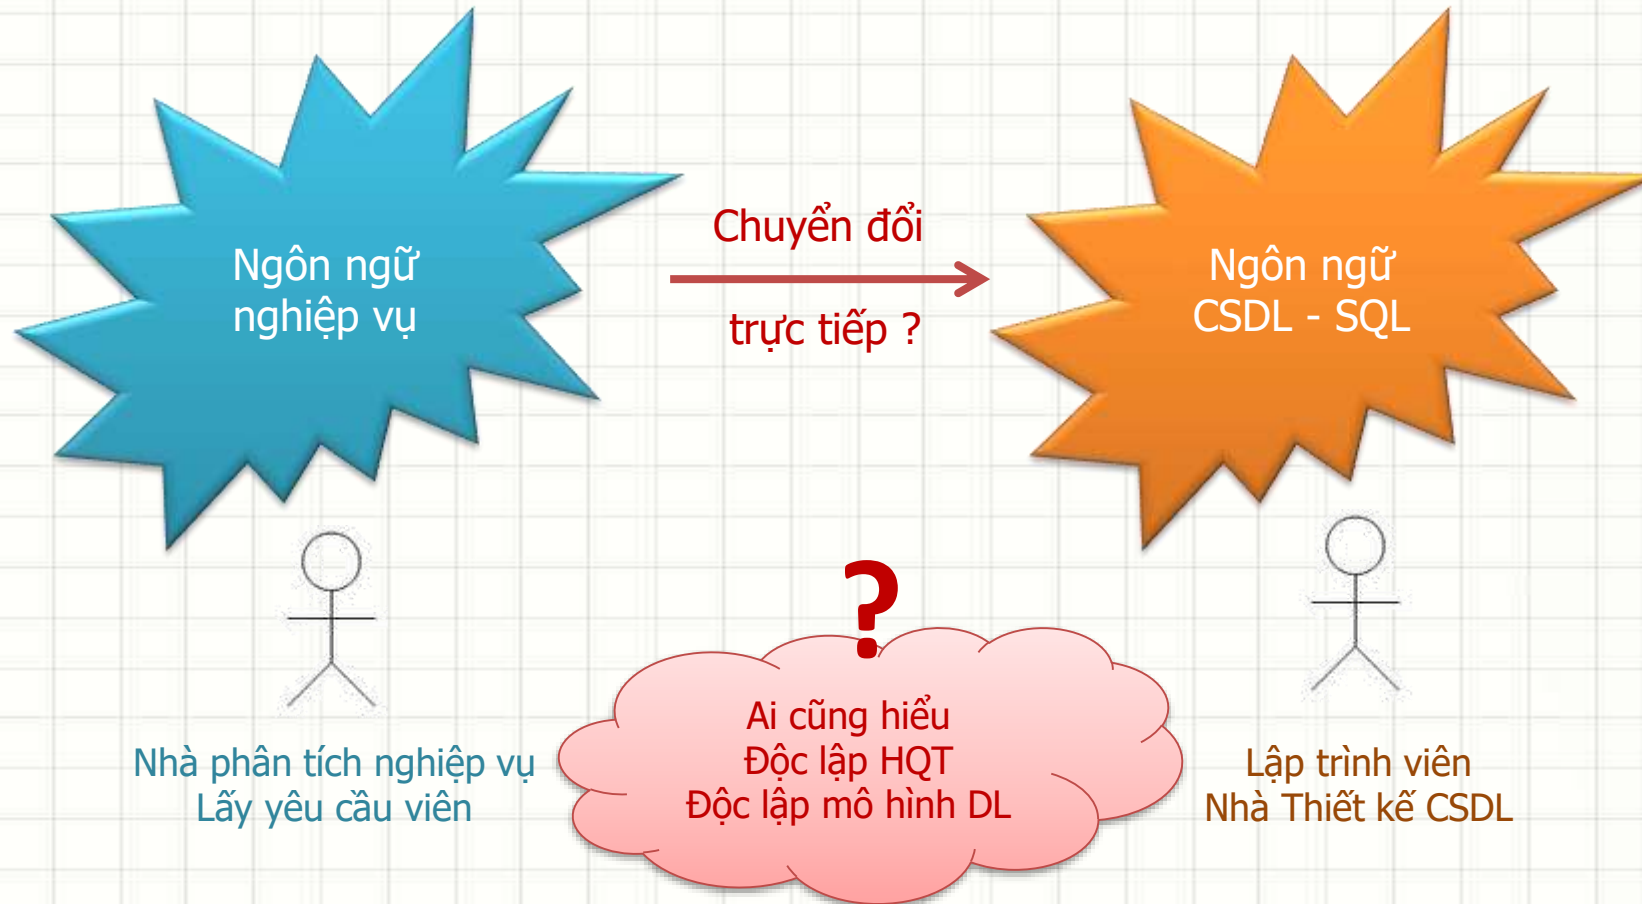 Ngôn ngữ
nghiệp vụ
Chuyển đổi
trực tiếp ?
Ngôn ngữ
CSDL - SQL
?
Ai cũng hiểu
Độc lập HQT
Độc lập mô hình DL
Nhà phân tích nghiệp vụ
Lấy yêu cầu viên
Lập trình viên
Nhà Thiết kế CSDL